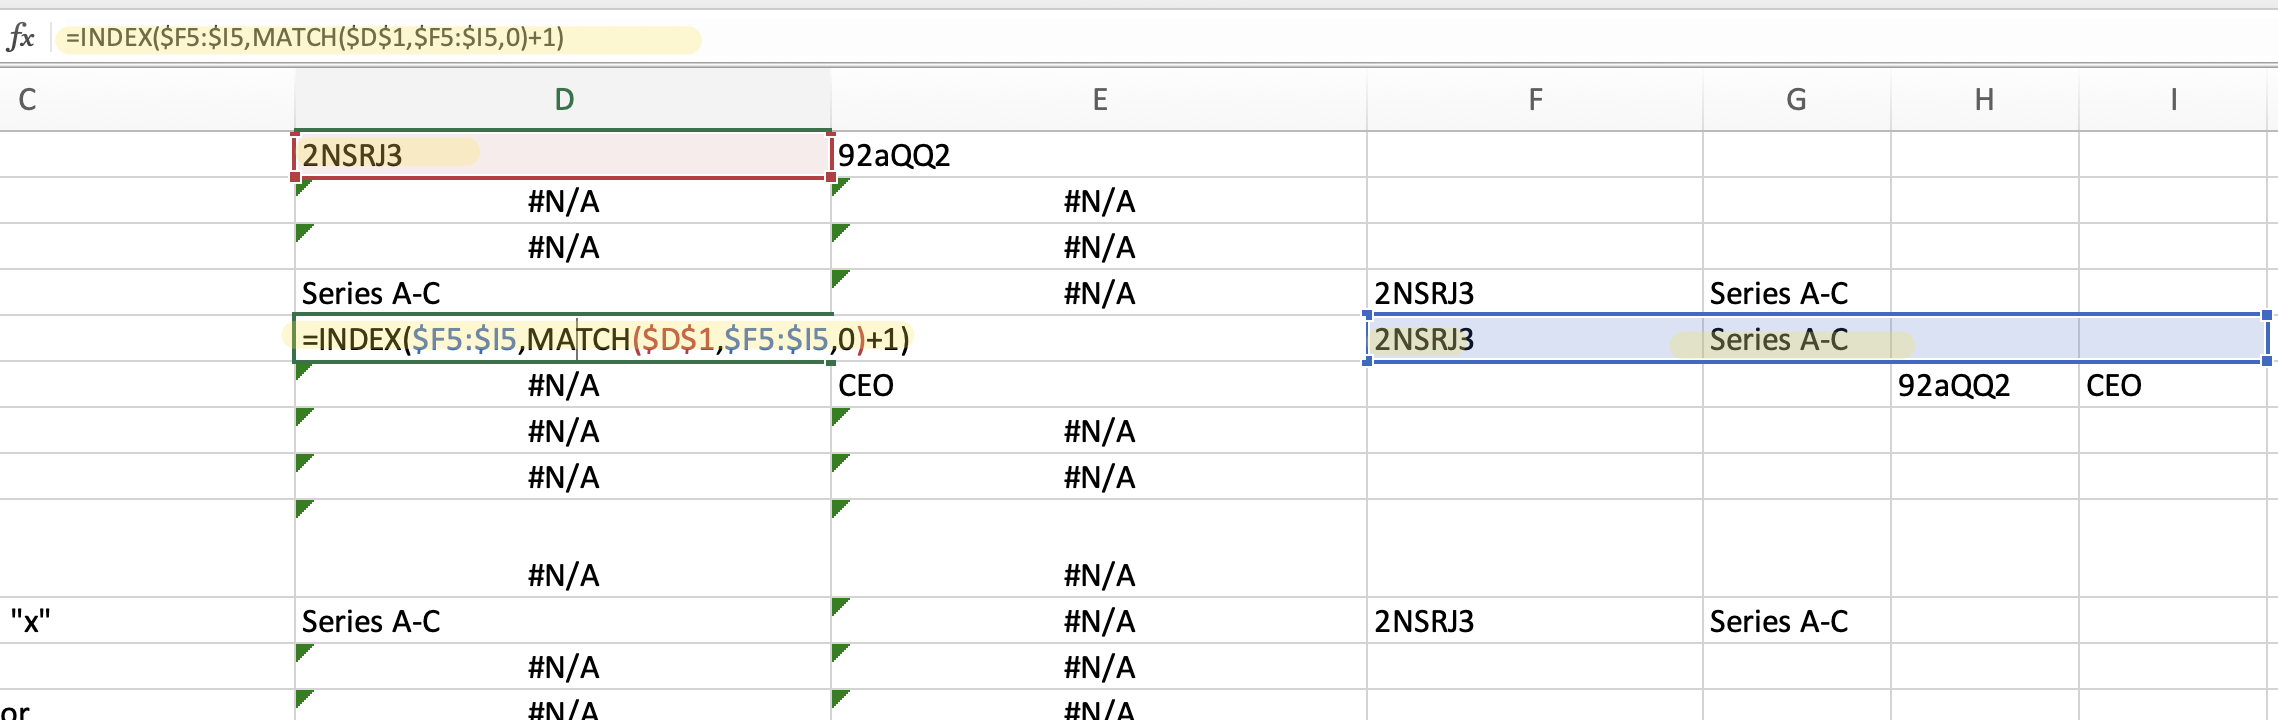 fx =INDEX($F5:$I5,MATCH($D$1,$F5:$I5,0)+1)
C D E F G H I
2NSRJ3 92aQQ2
#N/A #N/A
#N/A #N/A
Series A-C #N/A 2NSRJ3 Series A-C
=INDEX($F5:$I5,MATCH($D$1,$F5:$I5,0)+1) 2NSRJ3 Series A-C
#N/A CEO 92aQQ2 CEO
#N/A #N/A
#N/A #N/A
#N/A #N/A
"x" Series A-C #N/A 2NSRJ3 Series A-C
#N/A #N/A
or #N/A #N/A